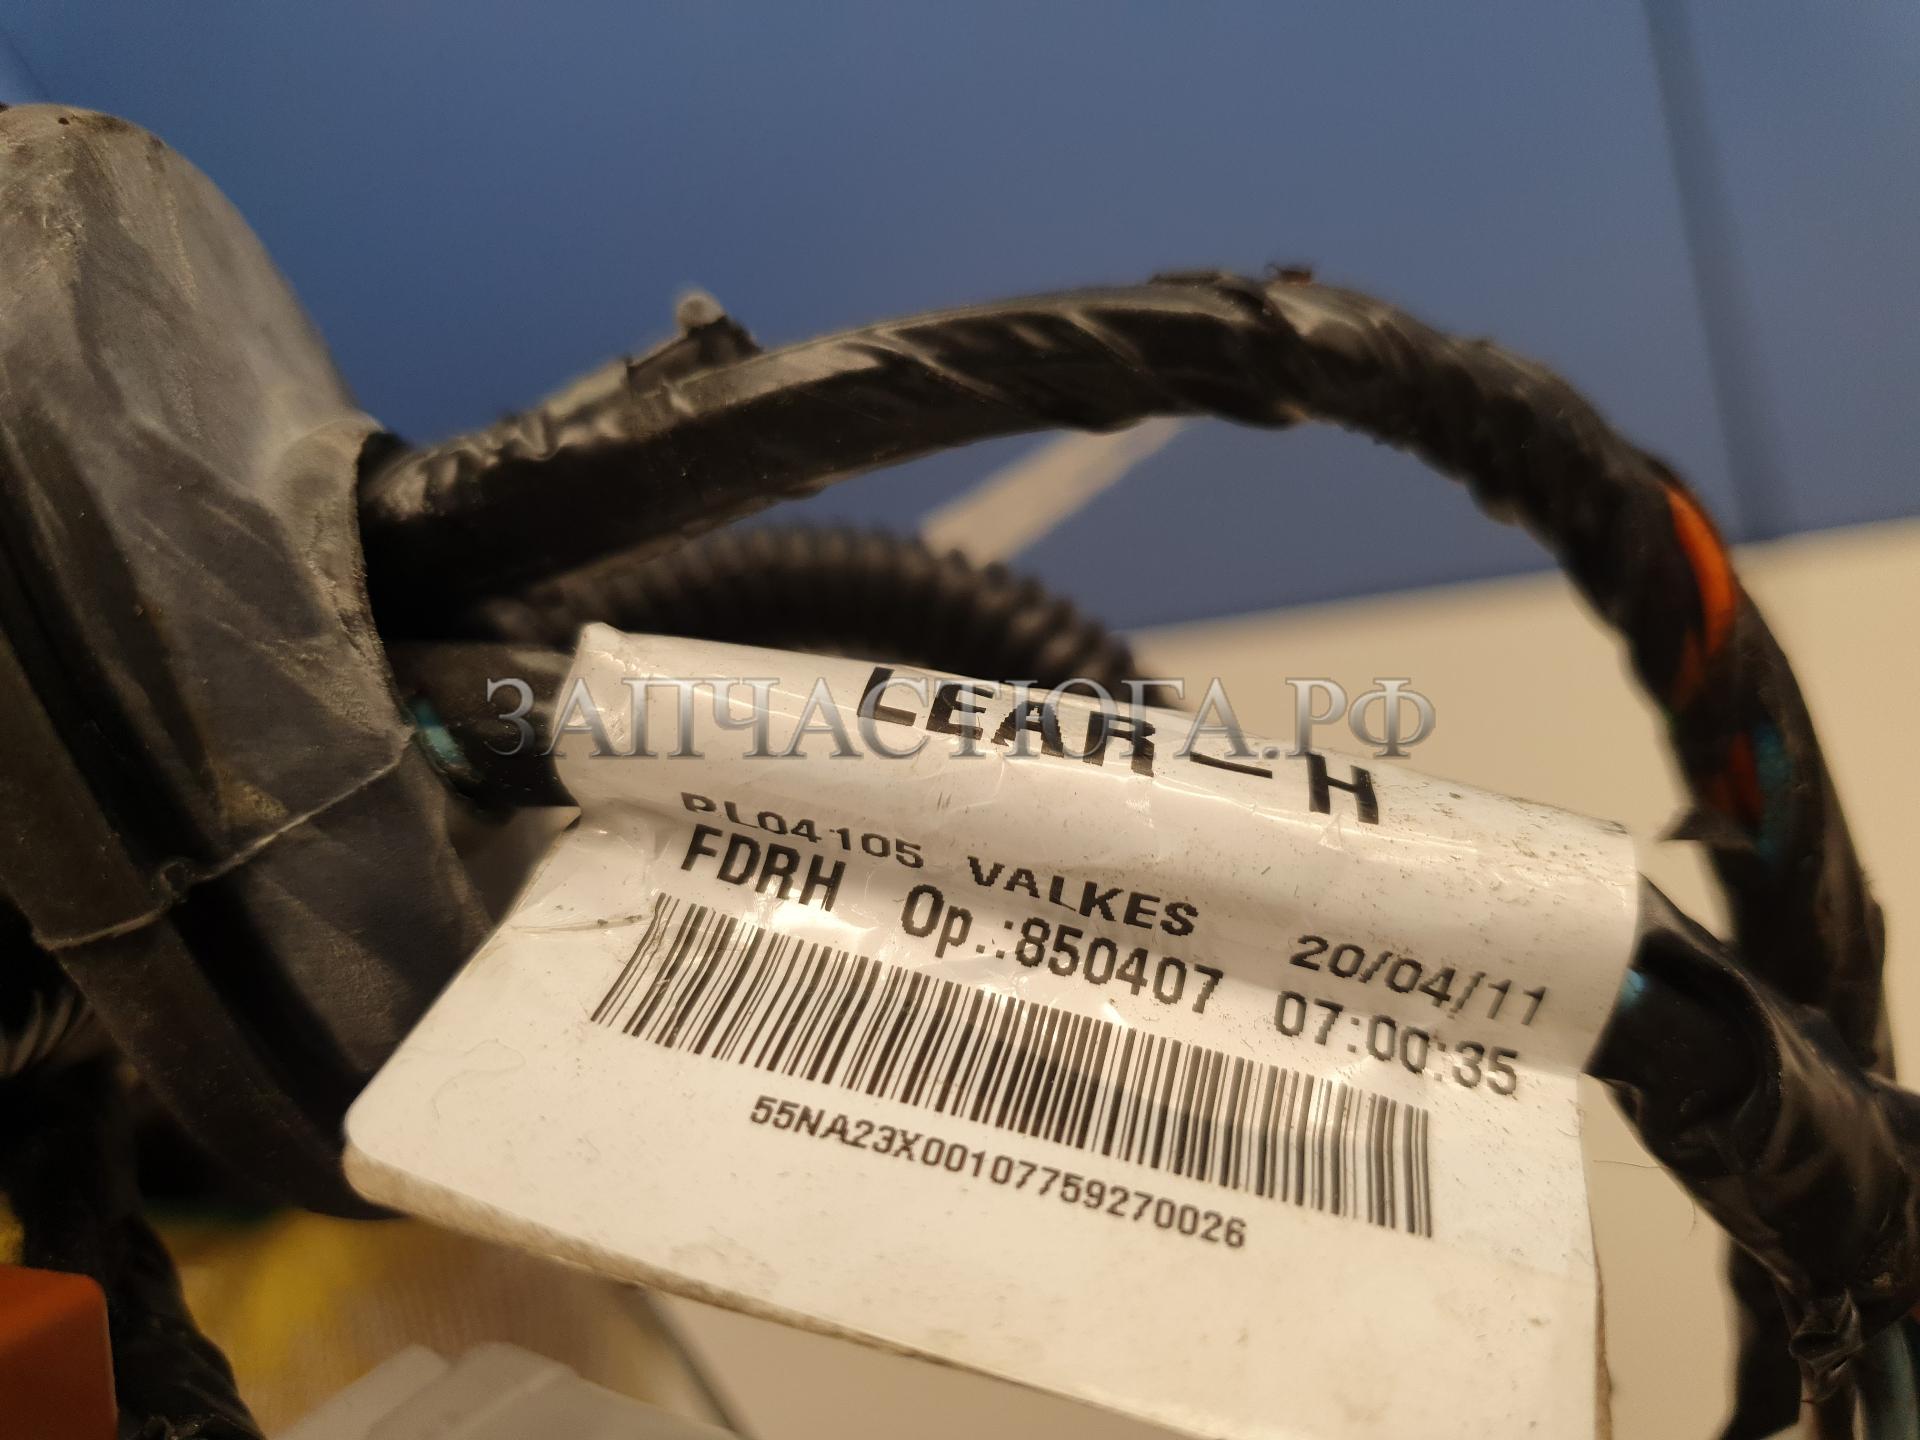 ЗАПЧАСТЮГА.РФ
LEAR-H
PL04105 VALKES 20/04/11
FDRH Op.:850407 07:00:35
55NA23X00107759270026